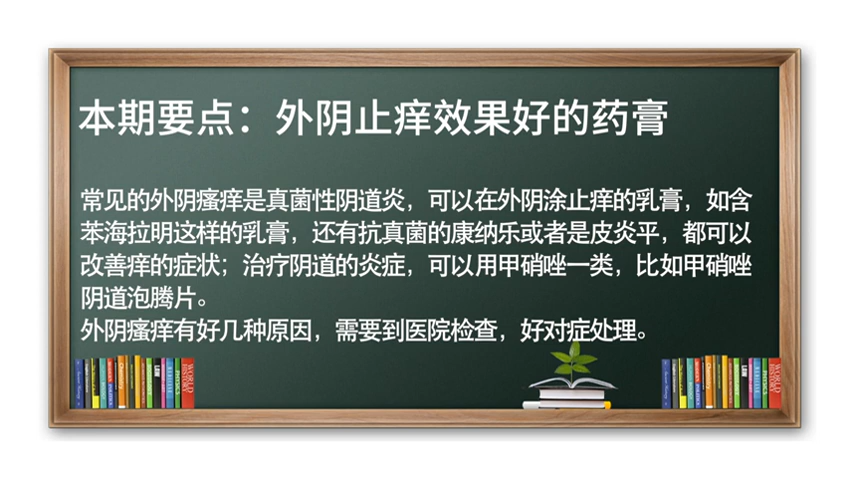 本期要点：外阴止痒效果好的药膏
常见的外阴瘙痒是真菌性阴道炎，可以在外阴涂止痒的乳膏，如含
苯海拉明这样的乳膏，还有抗真菌的康纳乐或者是皮炎平，都可以
改善痒的症状；治疗阴道的炎症，可以用甲硝唑一类，比如甲硝唑
阴道泡腾片。
外阴瘙痒有好几种原因，需要到医院检查，好对症处理。
WORLD HISTORY
WORLD HISTORY